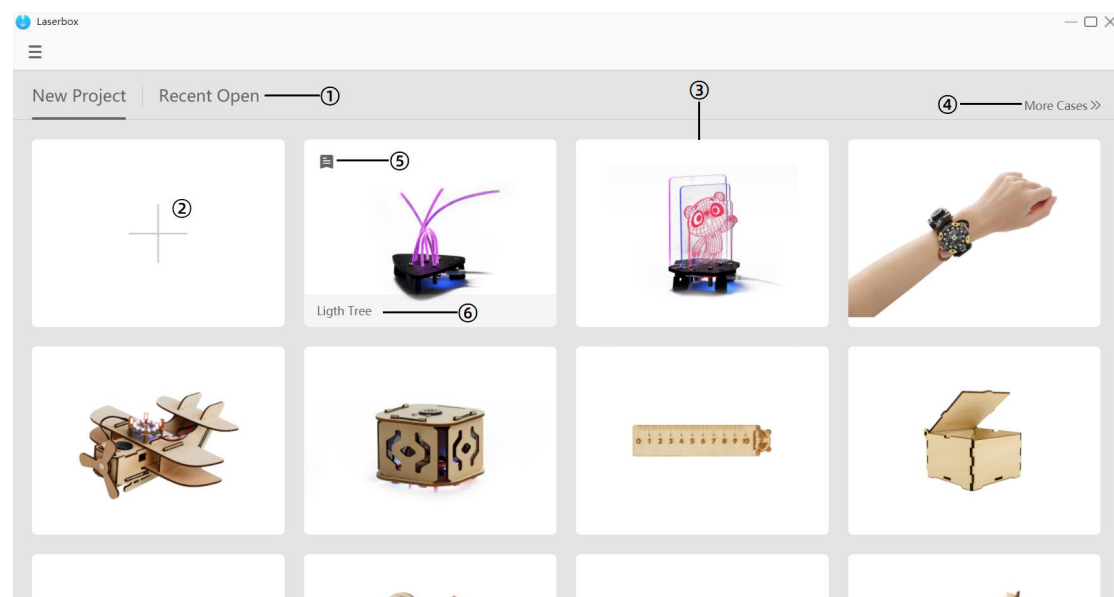 Laserbox
New Project Recent Open ① ③ ④ More Cases
② ⑤
Ligth Tree ⑥
0 1 2 3 4 5 6 7 8 9 10